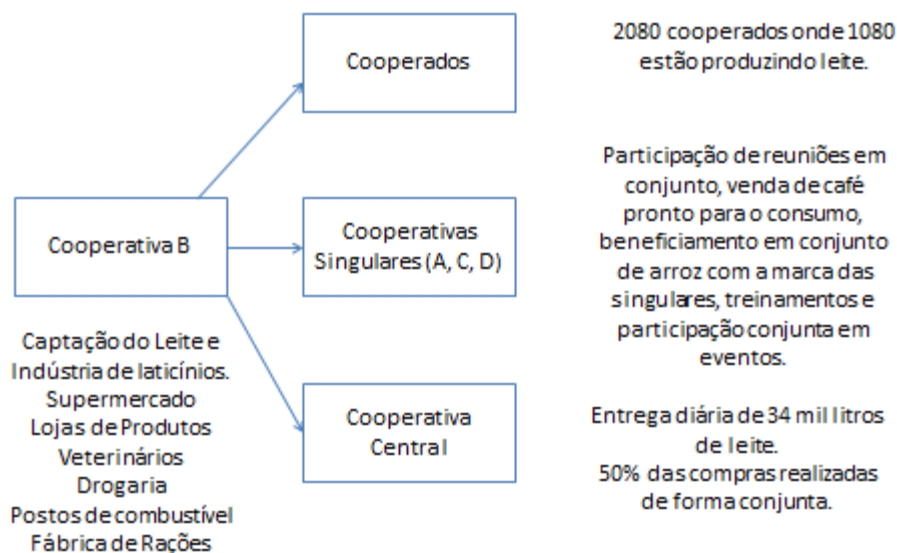 Cooperados
2080 cooperados onde 1080
estão produzindo leite.
Cooperativa B
Captação do Leite e
Indústria de laticínios.
Supermercado
Lojas de Produtos
Veterinários
Drogaria
Postos de combustível
Fábrica de Rações
Cooperativas
Singulares (A, C, D)
Participação de reuniões em
conjunto, venda de café
pronto para o consumo,
beneficiamento em conjunto
de arroz com a marca das
singulares, treinamentos e
participação conjunta em
eventos.
Cooperativa
Central
Entrega diária de 34 mil litros
de leite.
50% das compras realizadas
de forma conjunta.